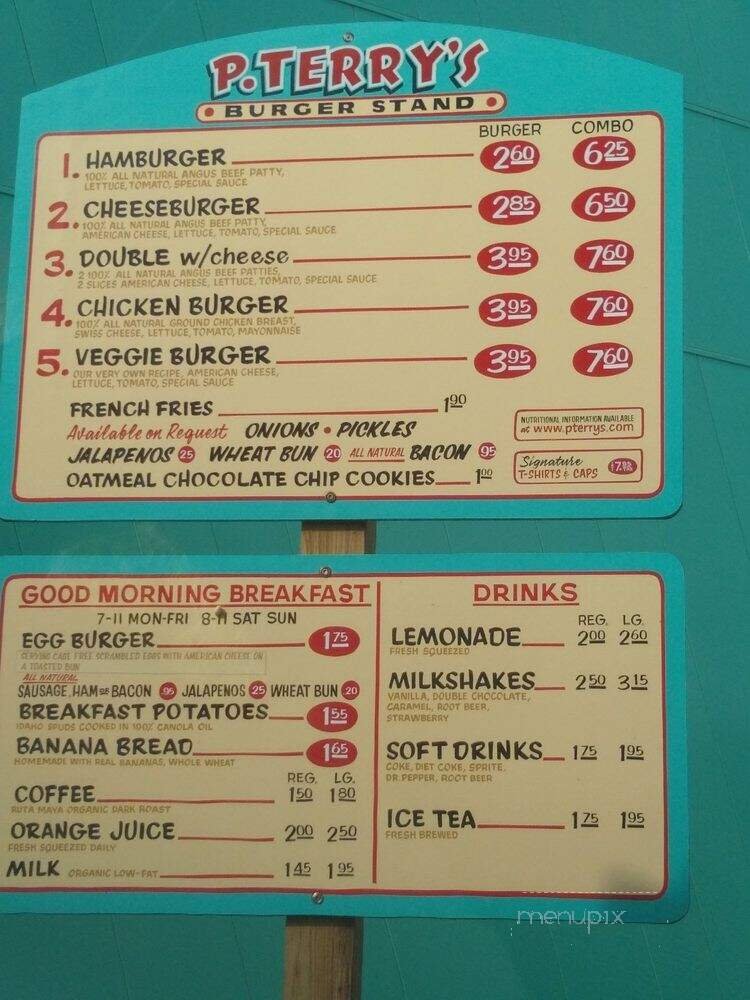 P. TERRY'S
• BURGER STAND •
BURGER COMBO
1. HAMBURGER 2.60 6.25
100% ALL NATURAL ANGUS BEEF PATTY,
LETTUCE, TOMATO, SPECIAL SAUCE
2. CHEESEBURGER 2.85 6.50
100% ALL NATURAL ANGUS BEEF PATTY,
AMERICAN CHEESE, LETTUCE, TOMATO, SPECIAL SAUCE
3. DOUBLE w/cheese 3.95 7.60
2 100% ALL NATURAL ANGUS BEEF PATTIES,
2 SLICES AMERICAN CHEESE, LETTUCE, TOMATO, SPECIAL SAUCE
4. CHICKEN BURGER 3.95 7.60
100% ALL NATURAL GROUND CHICKEN BREAST,
SWISS CHEESE, LETTUCE, TOMATO, MAYONNAISE
5. VEGGIE BURGER 3.95 7.60
OUR VERY OWN RECIPE, AMERICAN CHEESE,
LETTUCE, TOMATO, SPECIAL SAUCE
FRENCH FRIES 1.90
Available on Request ONIONS • PICKLES
JALAPENOS 25 WHEAT BUN 20 ALL NATURAL BACON 95
OATMEAL CHOCOLATE CHIP COOKIES 1.00
NUTRITIONAL INFORMATION AVAILABLE
at www.pterrys.com
Signature
T-SHIRTS & CAPS
GOOD MORNING BREAKFAST
7-11 MON-FRI 8-11 SAT SUN
EGG BURGER 1.75
SERVING CAGE FREE SCRAMBLED EGGS WITH AMERICAN CHEESE ON
A TOASTED BUN
ALL NATURAL
SAUSAGE, HAM OR BACON .95 JALAPENOS 25 WHEAT BUN .20
BREAKFAST POTATOES 1.55
IDAHO SPUDS COOKED IN 100% CANOLA OIL
BANANA BREAD 1.65
HOMEMADE WITH REAL BANANAS, WHOLE WHEAT
REG. LG.
COFFEE 1.50 1.80
RUTA MAYA ORGANIC DARK ROAST
ORANGE JUICE 2.00 2.50
FRESH SQUEEZED DAILY
MILK ORGANIC LOW-FAT 1.45 1.95
DRINKS
REG. LG.
LEMONADE 2.00 2.60
FRESH SQUEEZED
MILKSHAKES 2.50 3.15
VANILLA, DOUBLE CHOCOLATE,
CARAMEL, ROOT BEER,
STRAWBERRY
SOFT DRINKS 1.75 1.95
COKE, DIET COKE, SPRITE,
DR. PEPPER, ROOT BEER
ICE TEA 1.75 1.95
FRESH BREWED
menupix